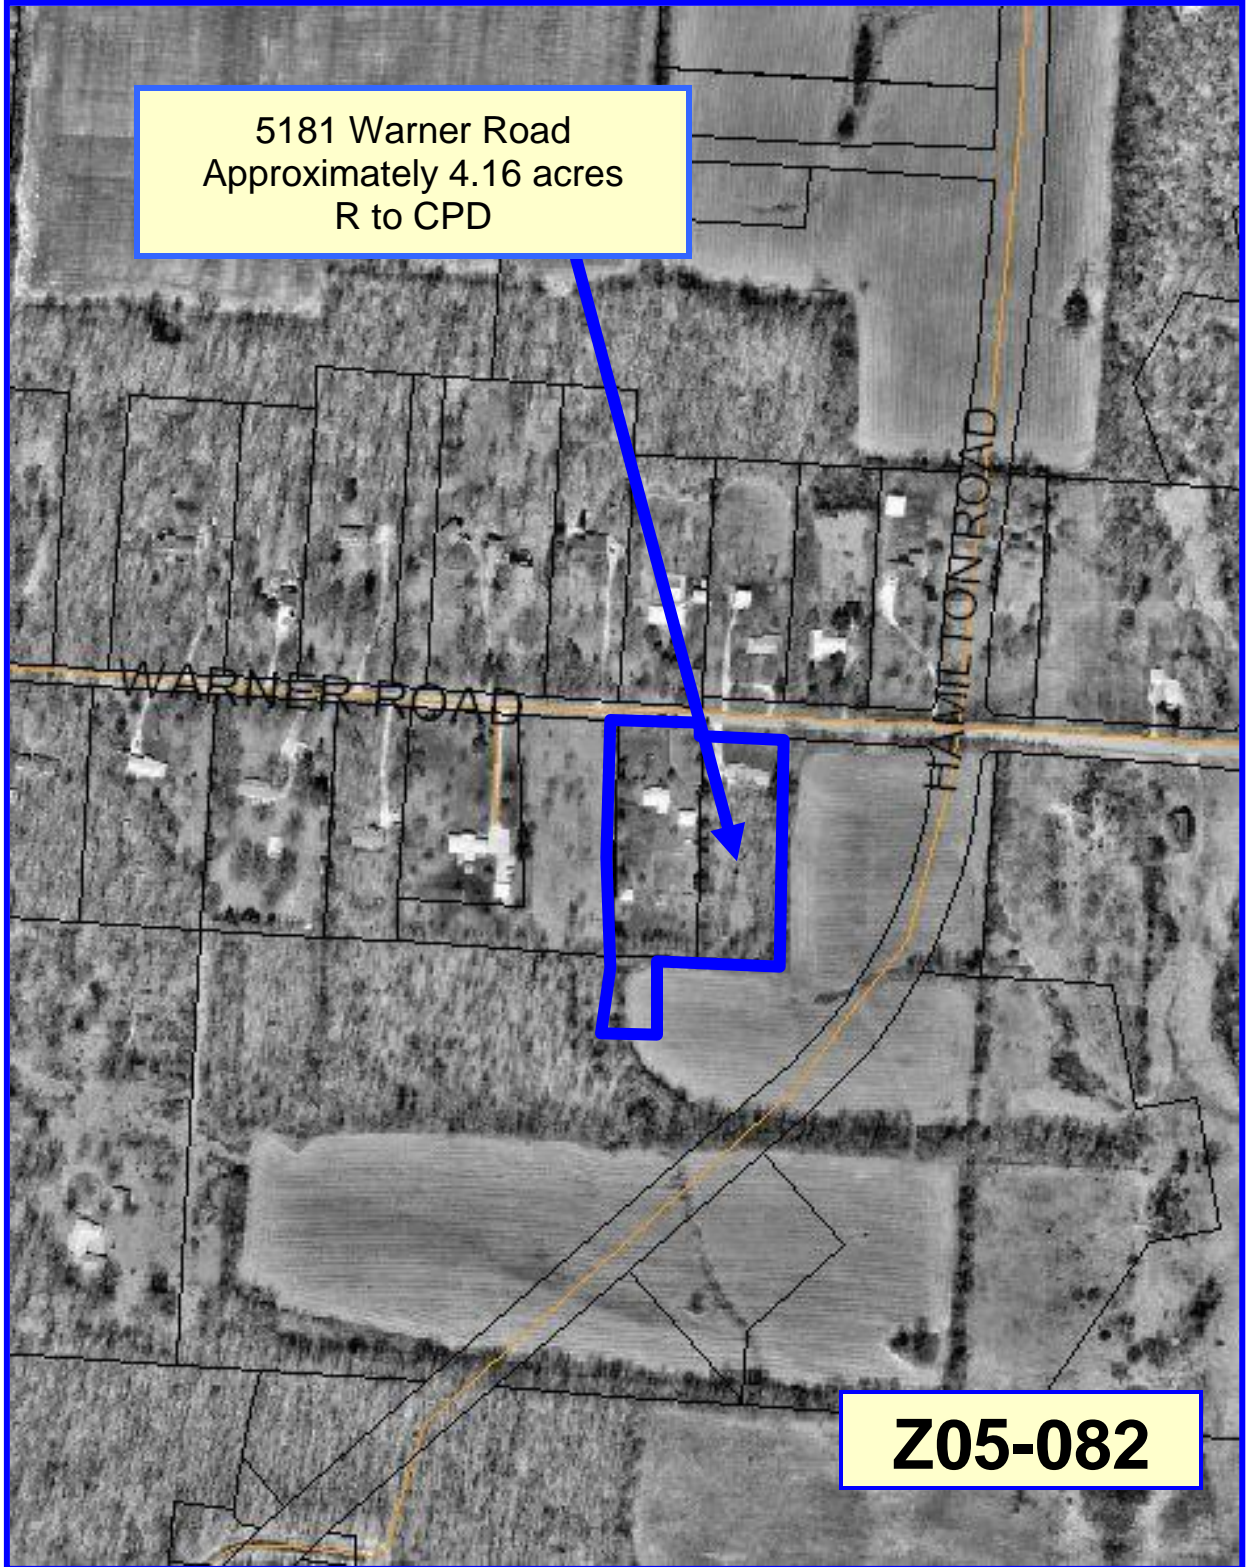 5181 Warner Road
Approximately 4.16 acres
R to CPD
HAMILTON ROAD
WARNER ROAD
Z05-082